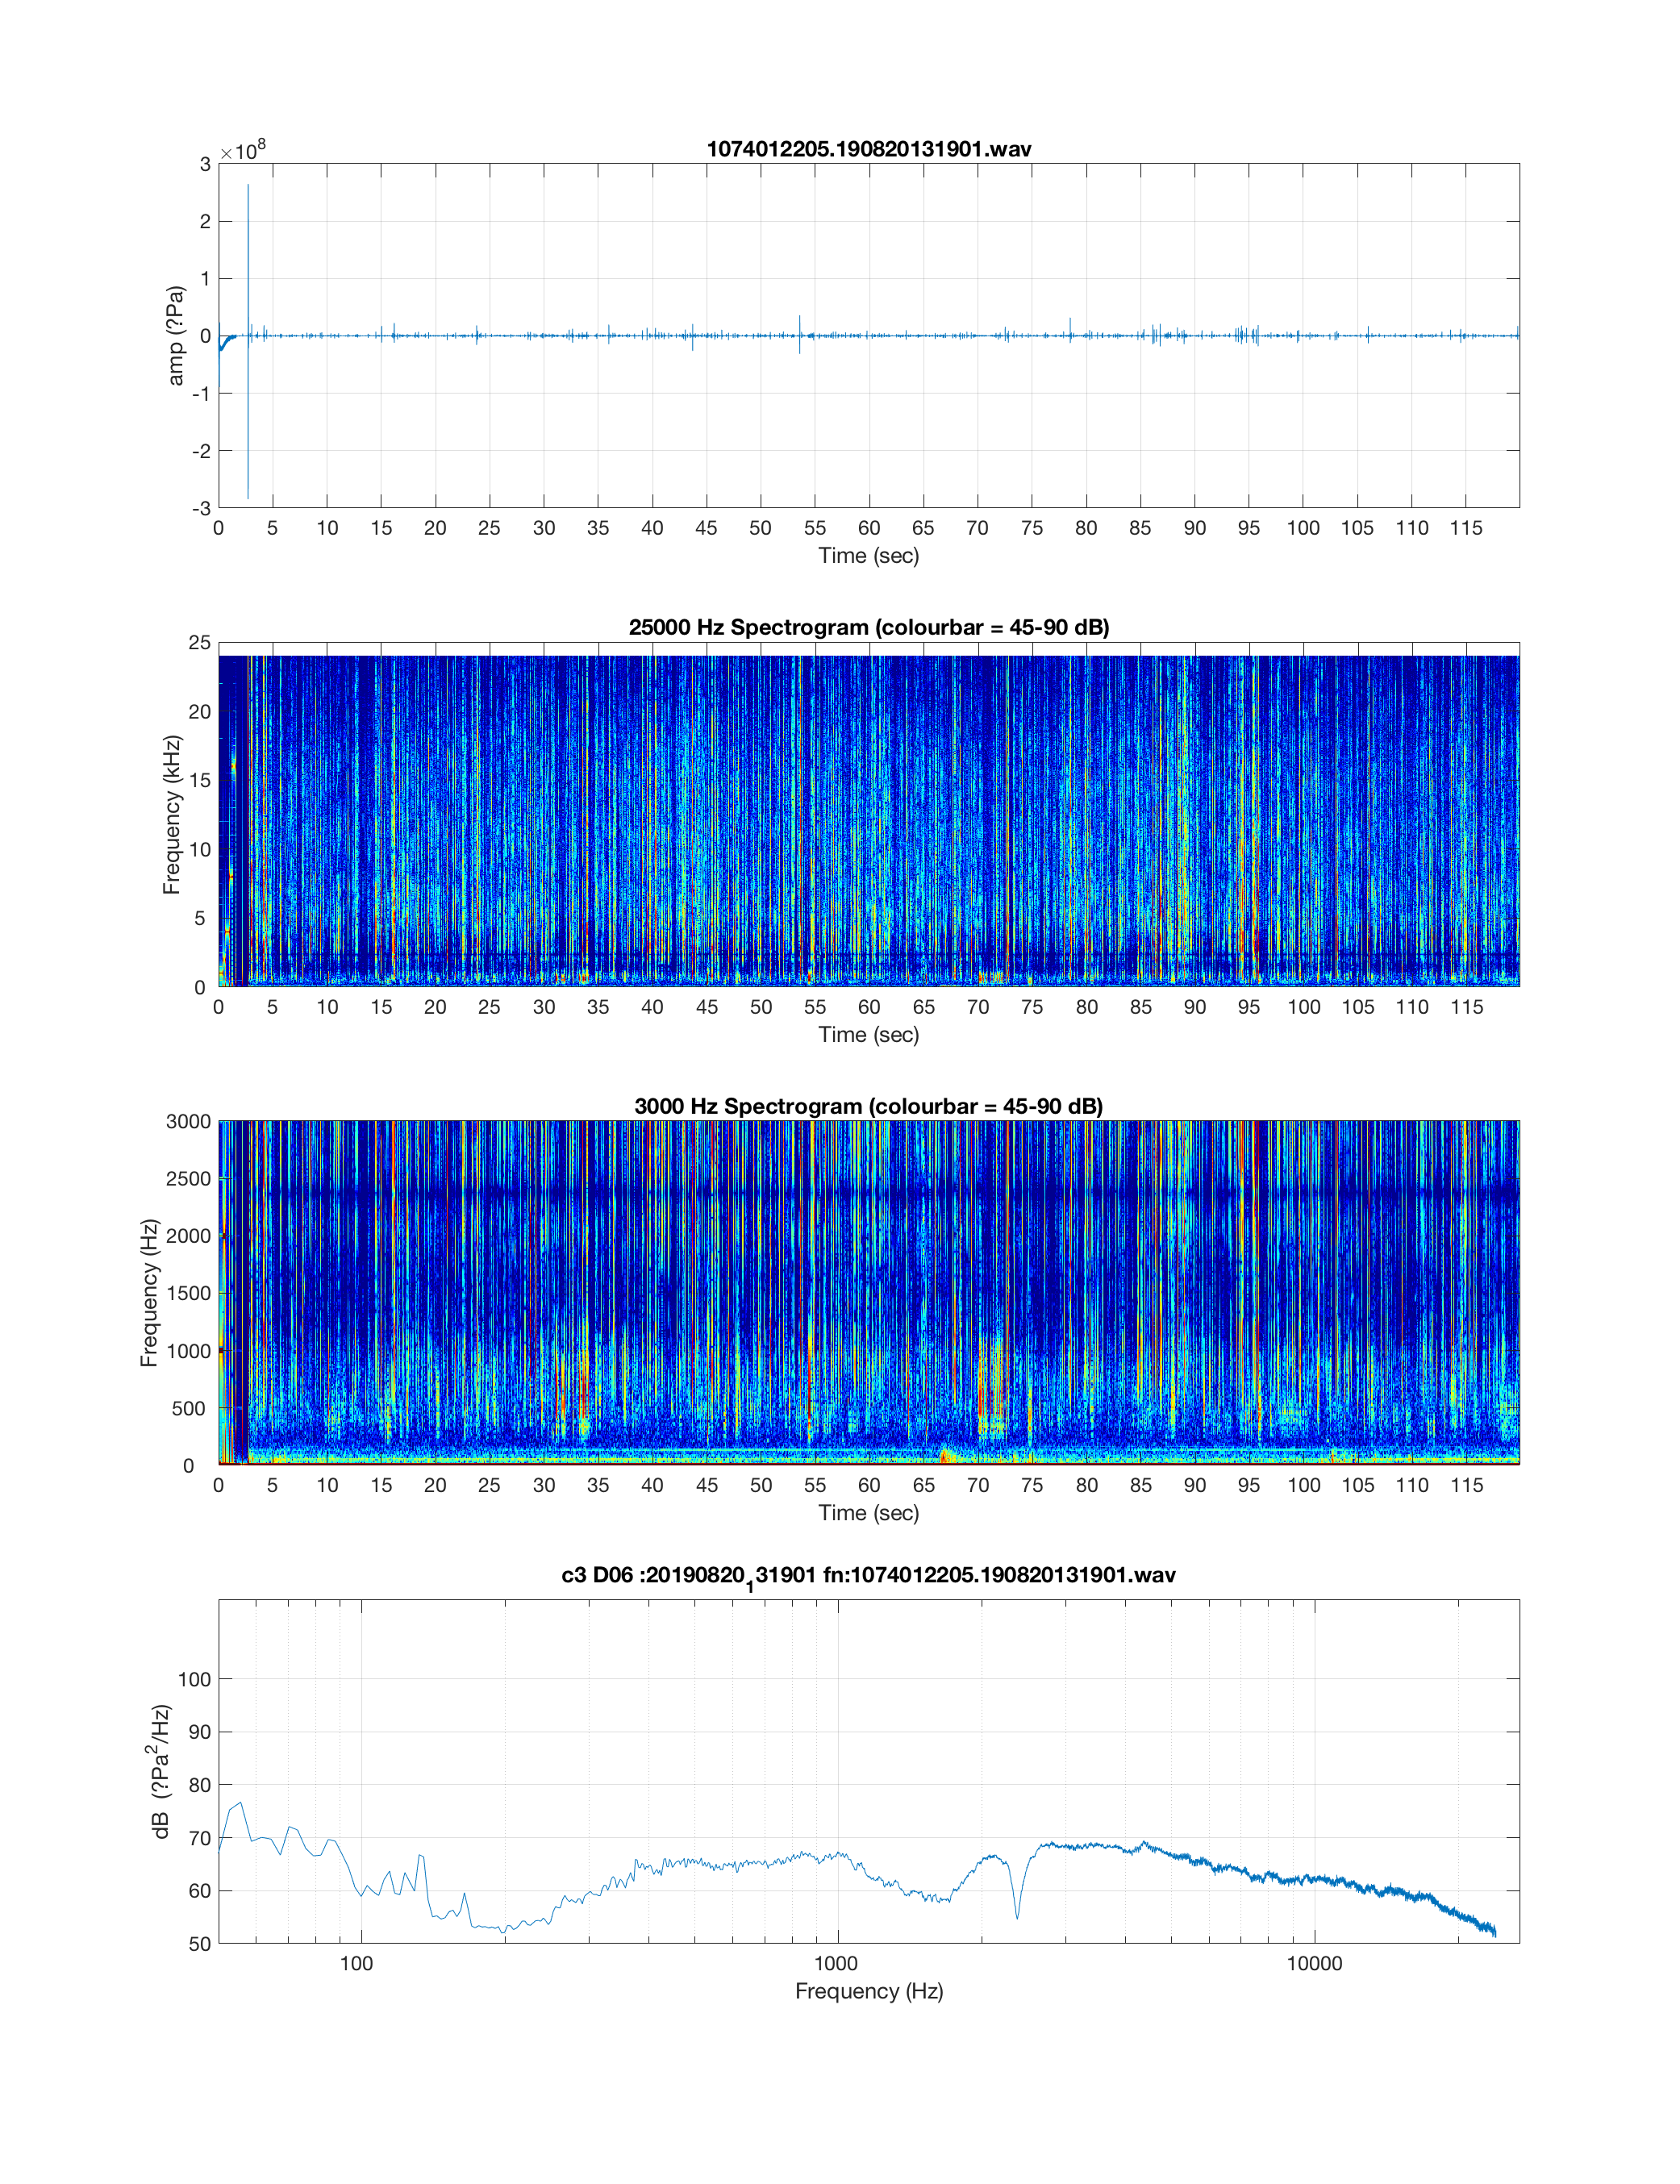 1074012205.190820131901.wav
×10^8
3
2
1
0
-1
-2
-3
amp (?Pa)
0 5 10 15 20 25 30 35 40 45 50 55 60 65 70 75 80 85 90 95 100 105 110 115
Time (sec)
25000 Hz Spectrogram (colourbar = 45-90 dB)
25
20
15
10
5
0
Frequency (kHz)
0 5 10 15 20 25 30 35 40 45 50 55 60 65 70 75 80 85 90 95 100 105 110 115
Time (sec)
3000 Hz Spectrogram (colourbar = 45-90 dB)
3000
2500
2000
1500
1000
500
0
Frequency (Hz)
0 5 10 15 20 25 30 35 40 45 50 55 60 65 70 75 80 85 90 95 100 105 110 115
Time (sec)
c3 D06 :20190820_131901 fn:1074012205.190820131901.wav
100
90
80
70
60
50
dB (?Pa^2/Hz)
100 1000 10000
Frequency (Hz)